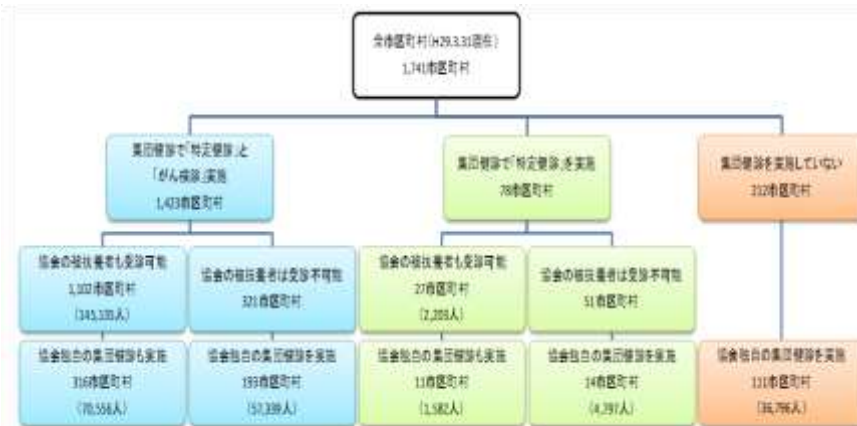 全市区町村(H29.3.31現在)
1,741市区町村
集団健診で「特定健診」と
「がん検診」実施
1,423市区町村
集団健診で「特定健診」を実施
78市区町村
集団健診を実施していない
212市区町村
協会の被扶養者も受診可能
1,102市区町村
(145,135人)
協会の被扶養者は受診不可能
321市区町村
協会の被扶養者も受診可能
27市区町村
(2,203人)
協会の被扶養者は受診不可能
51市区町村
協会独自の集団健診も実施
316市区町村
(70,556人)
協会独自の集団健診を実施
193市区町村
(57,339人)
協会独自の集団健診も実施
11市区町村
(1,582人)
協会独自の集団健診を実施
14市区町村
(4,797人)
協会独自の集団健診を実施
111市区町村
(36,796人)